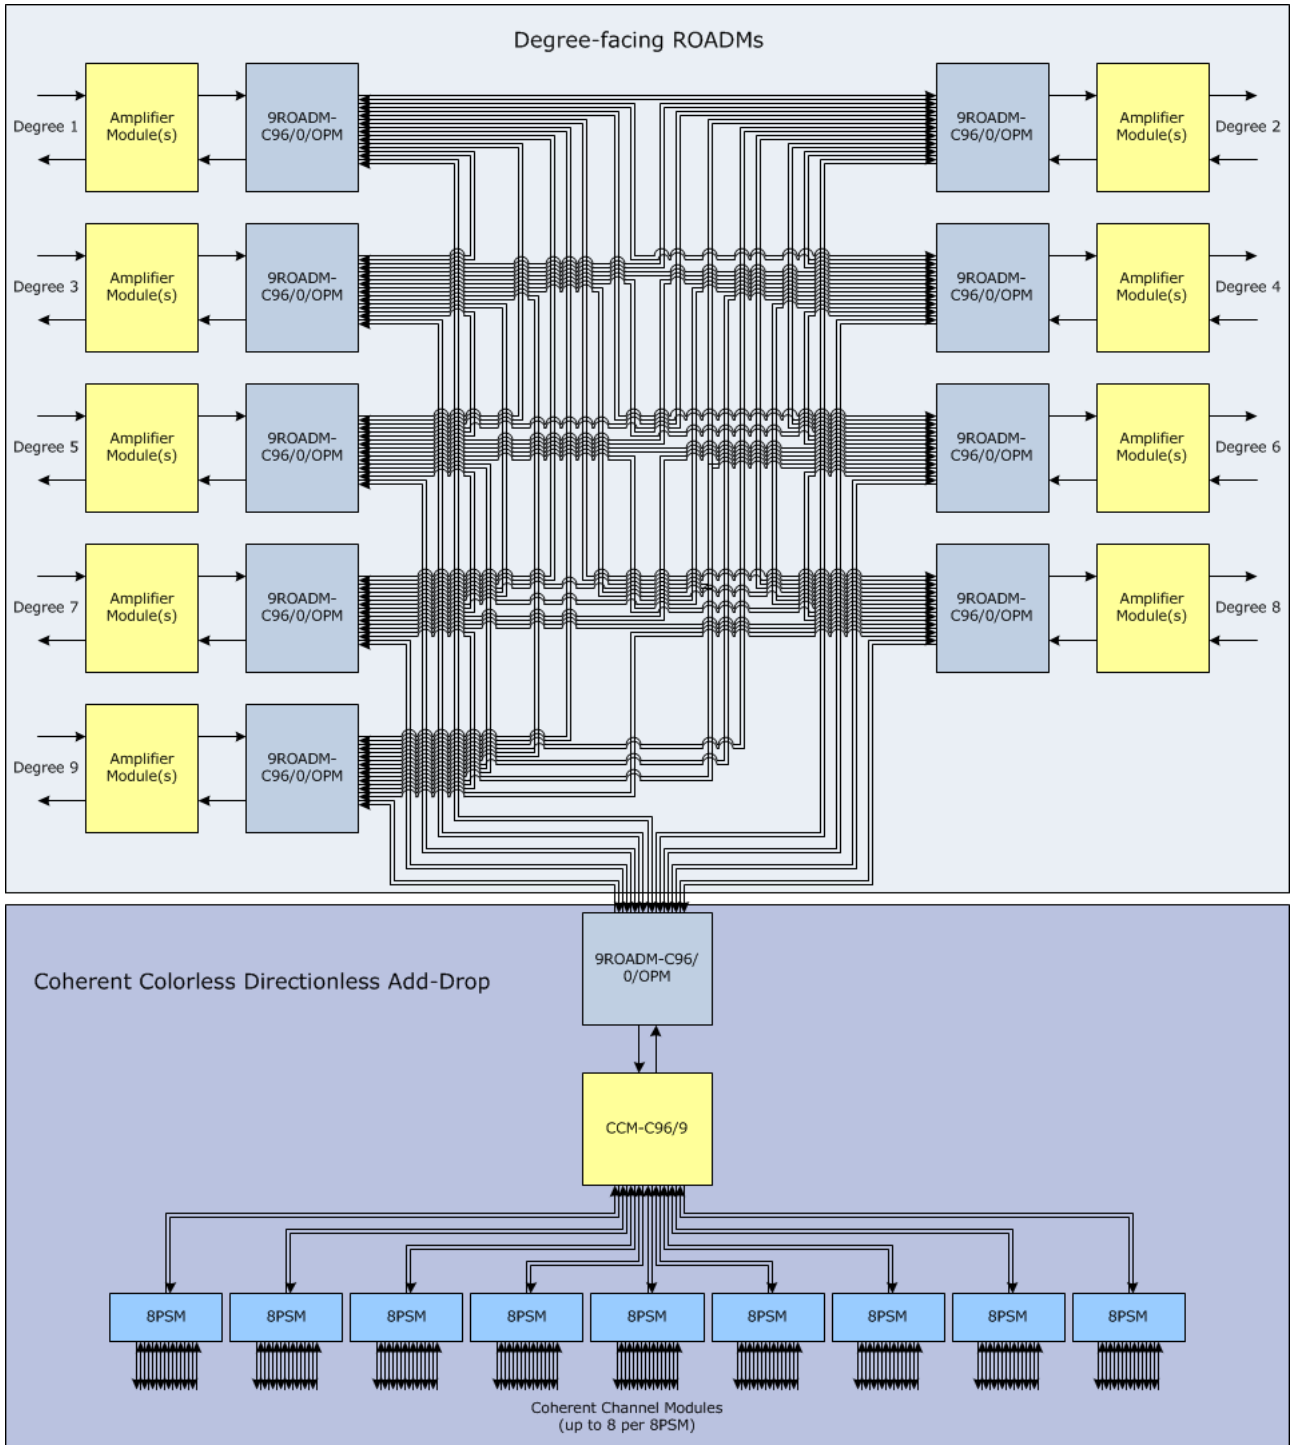 Degree-facing ROADMs
Degree 1
Amplifier
Module(s)
9ROADM-
C96/0/OPM
9ROADM-
C96/0/OPM
Amplifier
Module(s)
Degree 2
Degree 3
Amplifier
Module(s)
9ROADM-
C96/0/OPM
9ROADM-
C96/0/OPM
Amplifier
Module(s)
Degree 4
Degree 5
Amplifier
Module(s)
9ROADM-
C96/0/OPM
9ROADM-
C96/0/OPM
Amplifier
Module(s)
Degree 6
Degree 7
Amplifier
Module(s)
9ROADM-
C96/0/OPM
9ROADM-
C96/0/OPM
Amplifier
Module(s)
Degree 8
Degree 9
Amplifier
Module(s)
9ROADM-
C96/0/OPM
Coherent Colorless Directionless Add-Drop
9ROADM-C96/
0/OPM
CCM-C96/9
8PSM
8PSM
8PSM
8PSM
8PSM
8PSM
8PSM
8PSM
8PSM
Coherent Channel Modules
(up to 8 per 8PSM)